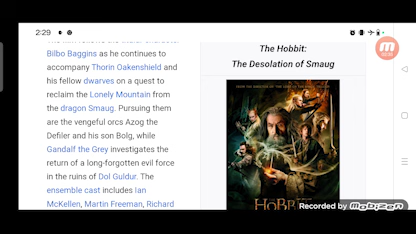 2:29
Bilbo Baggins as he continues to
accompany Thorin Oakenshield and
his fellow dwarves on a quest to
reclaim the Lonely Mountain from
the dragon Smaug. Pursuing them
are the vengeful orcs Azog the
Defiler and his son Bolg, while
Gandalf the Grey investigates the
return of a long-forgotten evil force
in the ruins of Dol Guldur. The
ensemble cast includes Ian
McKellen, Martin Freeman, Richard
The Hobbit:
The Desolation of Smaug
HOBBIT
Recorded by MOBIZEN